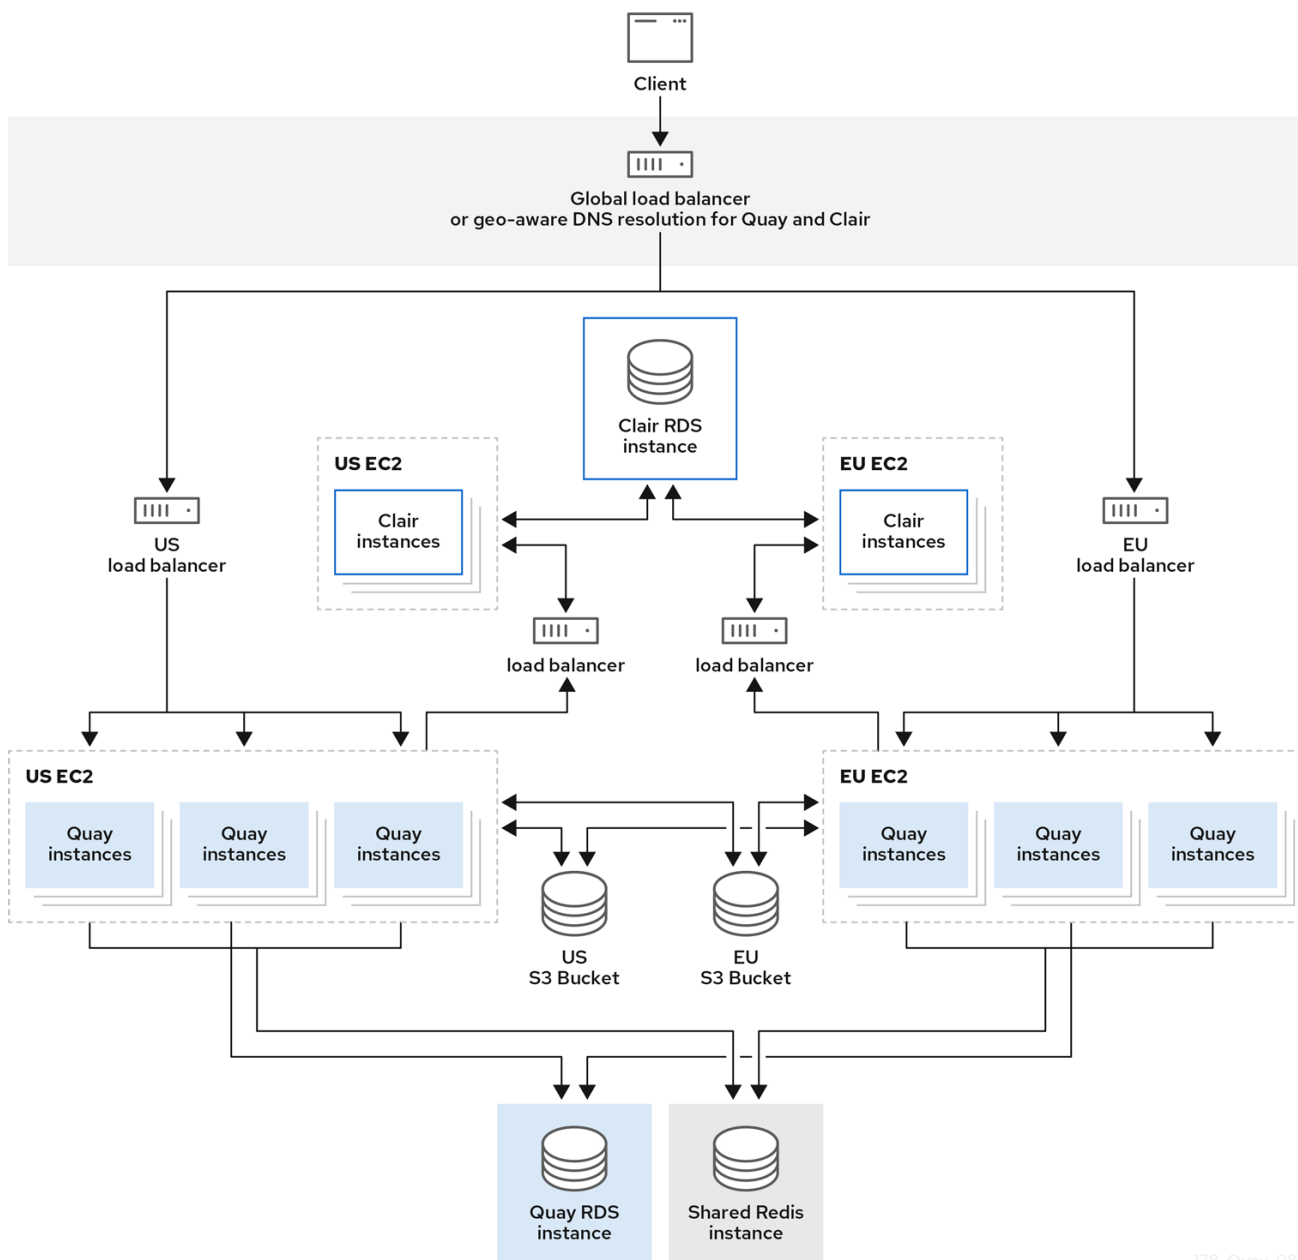 Client
Global load balancer
or geo-aware DNS resolution for Quay and Clair
Clair RDS
instance
US EC2
Clair
instances
EU EC2
Clair
instances
US
load balancer
EU
load balancer
load balancer
load balancer
US EC2
Quay
instances
Quay
instances
Quay
instances
EU EC2
Quay
instances
Quay
instances
Quay
instances
US
S3 Bucket
EU
S3 Bucket
Quay RDS
instance
Shared Redis
instance